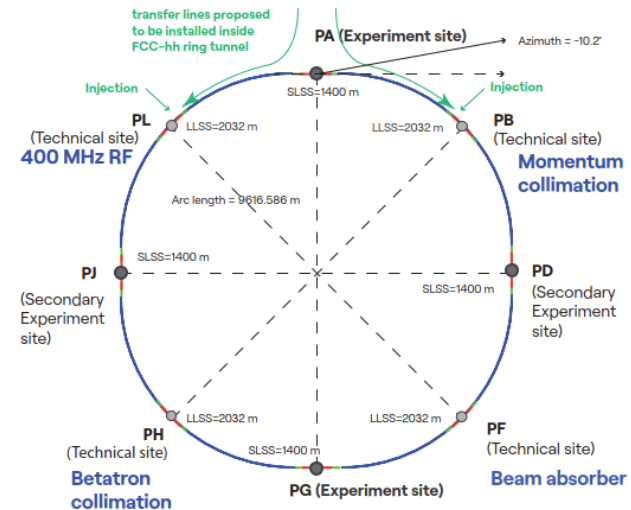 transfer lines proposed
to be installed inside
FCC-hh ring tunnel
PA (Experiment site)
Azimuth = -10.2°
Injection
SLSS=1400 m
Injection
PL
LLSS=2032 m
LLSS=2032 m
PB
(Technical site)
(Technical site)
400 MHz RF
Momentum
collimation
Arc length = 9616.586 m
SLSS=1400 m
PJ
PD
SLSS=1400 m
(Secondary
Experiment
site)
(Secondary
Experiment
site)
LLSS=2032 m
LLSS=2032 m
PH
PF
(Technical site)
SLSS=1400 m
(Technical site)
Betatron
collimation
Beam absorber
PG (Experiment site)